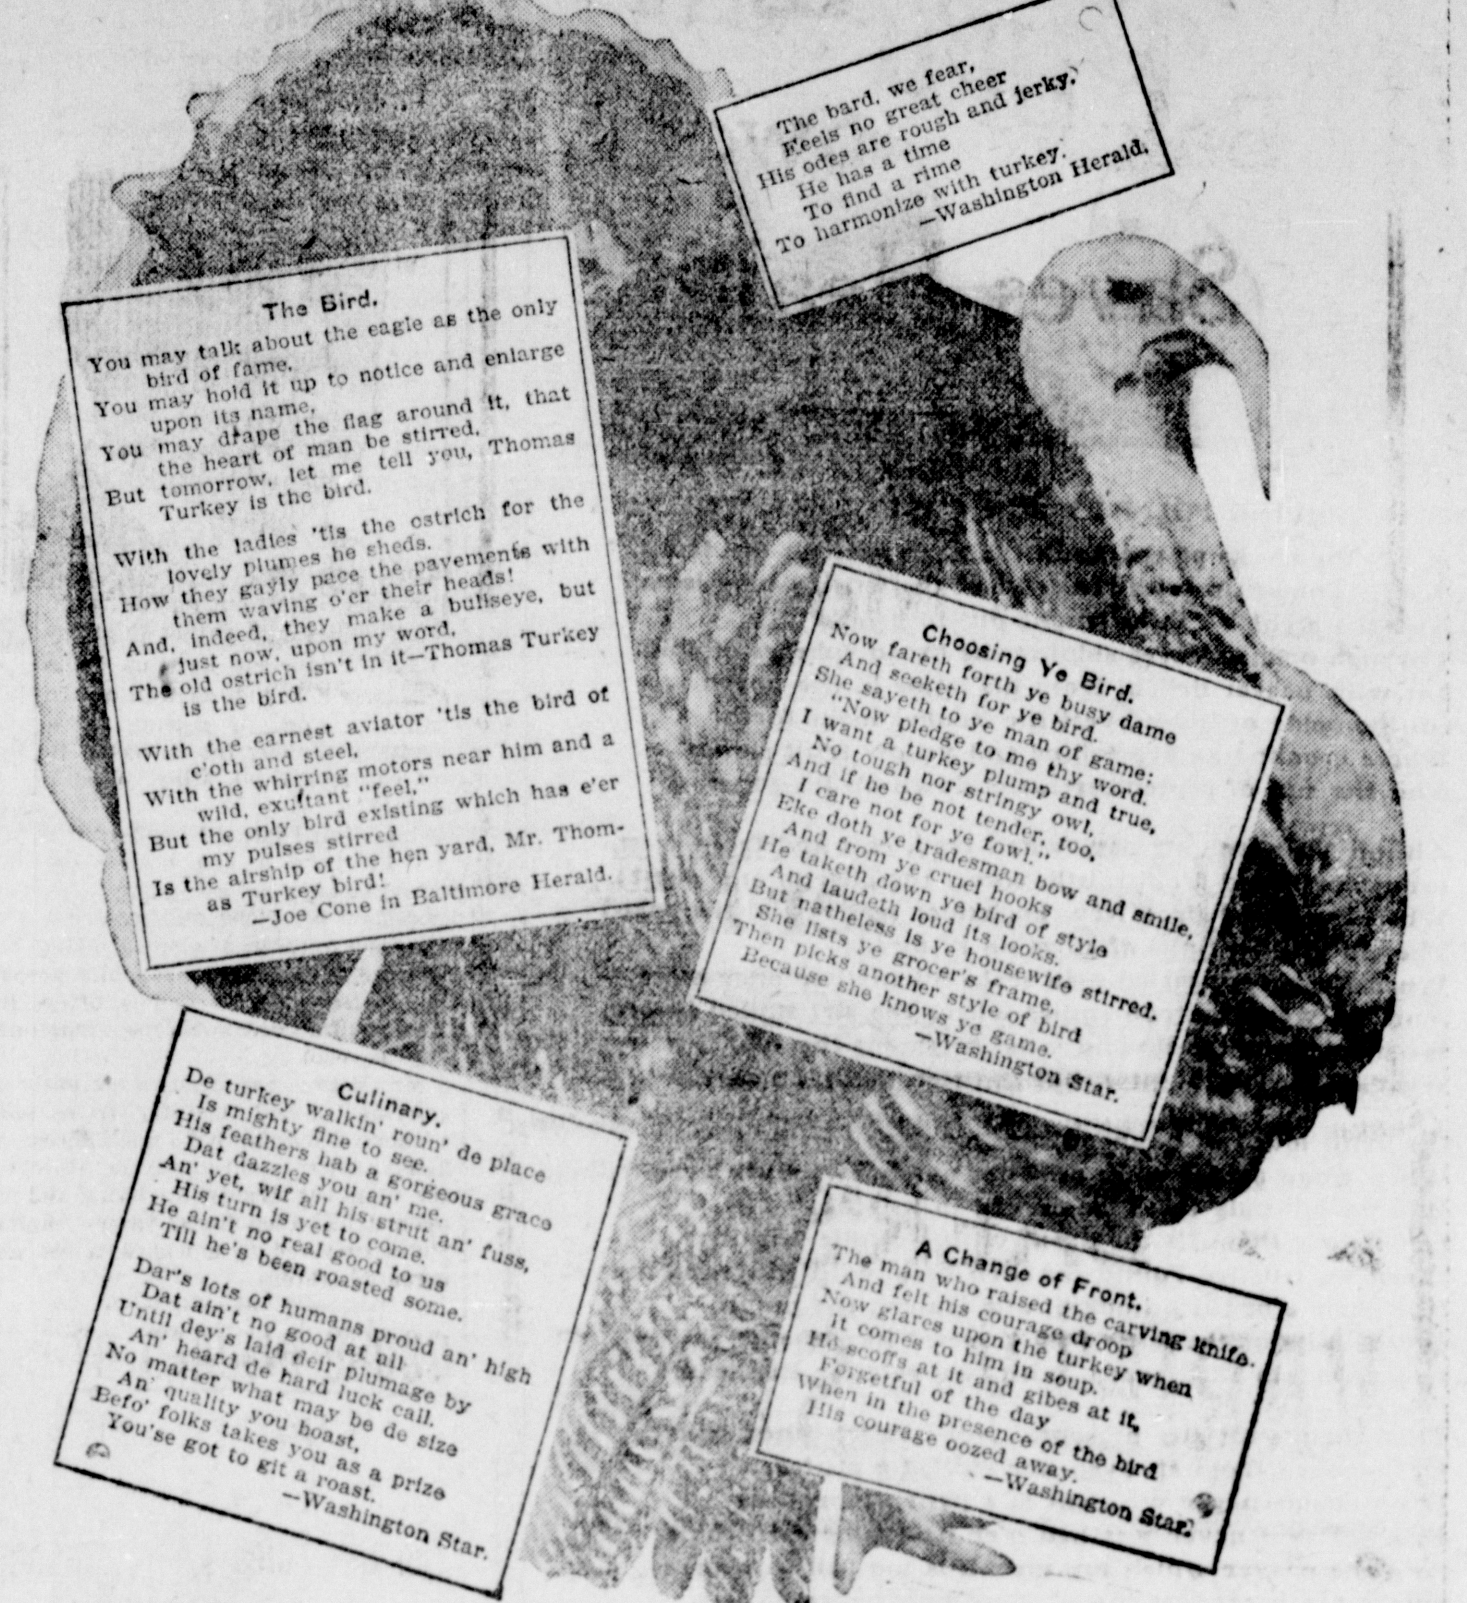 The bard, we fear,
Feels no great cheer
His odes are rough and jerky.
He has a time
To find a rime
To harmonize with turkey.
—Washington Herald.
The Bird.
You may talk about the eagle as the only
bird of fame,
You may hold it up to notice and enlarge
upon its name,
You may drape the flag around it, that
the heart of man be stirred,
But tomorrow, let me tell you, Thomas
Turkey is the bird.
With the ladies 'tis the ostrich for the
lovely plumes he sheds.
How they gayly pace the pavements with
them waving o'er their heads!
And, indeed, they make a bullseye, but
just now, upon my word,
The old ostrich isn't in it—Thomas Turkey
is the bird.
With the earnest aviator 'tis the bird of
cloth and steel,
With the whirring motors near him and a
wild, exultant "feel,"
But the only bird existing which has e'er
my pulses stirred
Is the airship of the hen yard, Mr. Thom-
as Turkey bird!
—Joe Cone in Baltimore Herald.
Choosing Ye Bird.
Now fareth forth ye busy dame
And seeketh for ye bird.
She sayeth to ye man of game:
"Now pledge to me thy word.
I want a turkey plump and true,
No tough nor stringy owl,
And if he be not tender, too,
I care not for ye fowl."
Eke doth ye tradesman bow and smile,
And from ye cruel hooks
He taketh down ye bird of style
And laudeth loud its looks.
But natheless is ye housewife stirred.
She lists ye grocer's frame,
Then picks another style of bird
Because she knows ye game.
—Washington Star.
Culinary.
De turkey walkin' roun' de place
Is mighty fine to see.
His feathers hab a gorgeous grace
Dat dazzles you an' me.
An' yet, wif all his strut an' fuss,
His turn is yet to come.
He ain't no real good to us
Till he's been roasted some.
Dar's lots of humans proud an' high
Dat ain't no good at all
Until dey's laid deir plumage by
An' heard de hard luck call.
No matter what may be de size
An' quality you boast,
Befo' folks takes you as a prize
You'se got to git a roast.
—Washington Star.
A Change of Front.
The man who raised the carving knife
And felt his courage droop
Now glares upon the turkey when
It comes to him in soup.
He scoffs at it and gibes at it,
Forgetful of the day
When in the presence of the bird
His courage oozed away.
—Washington Star.